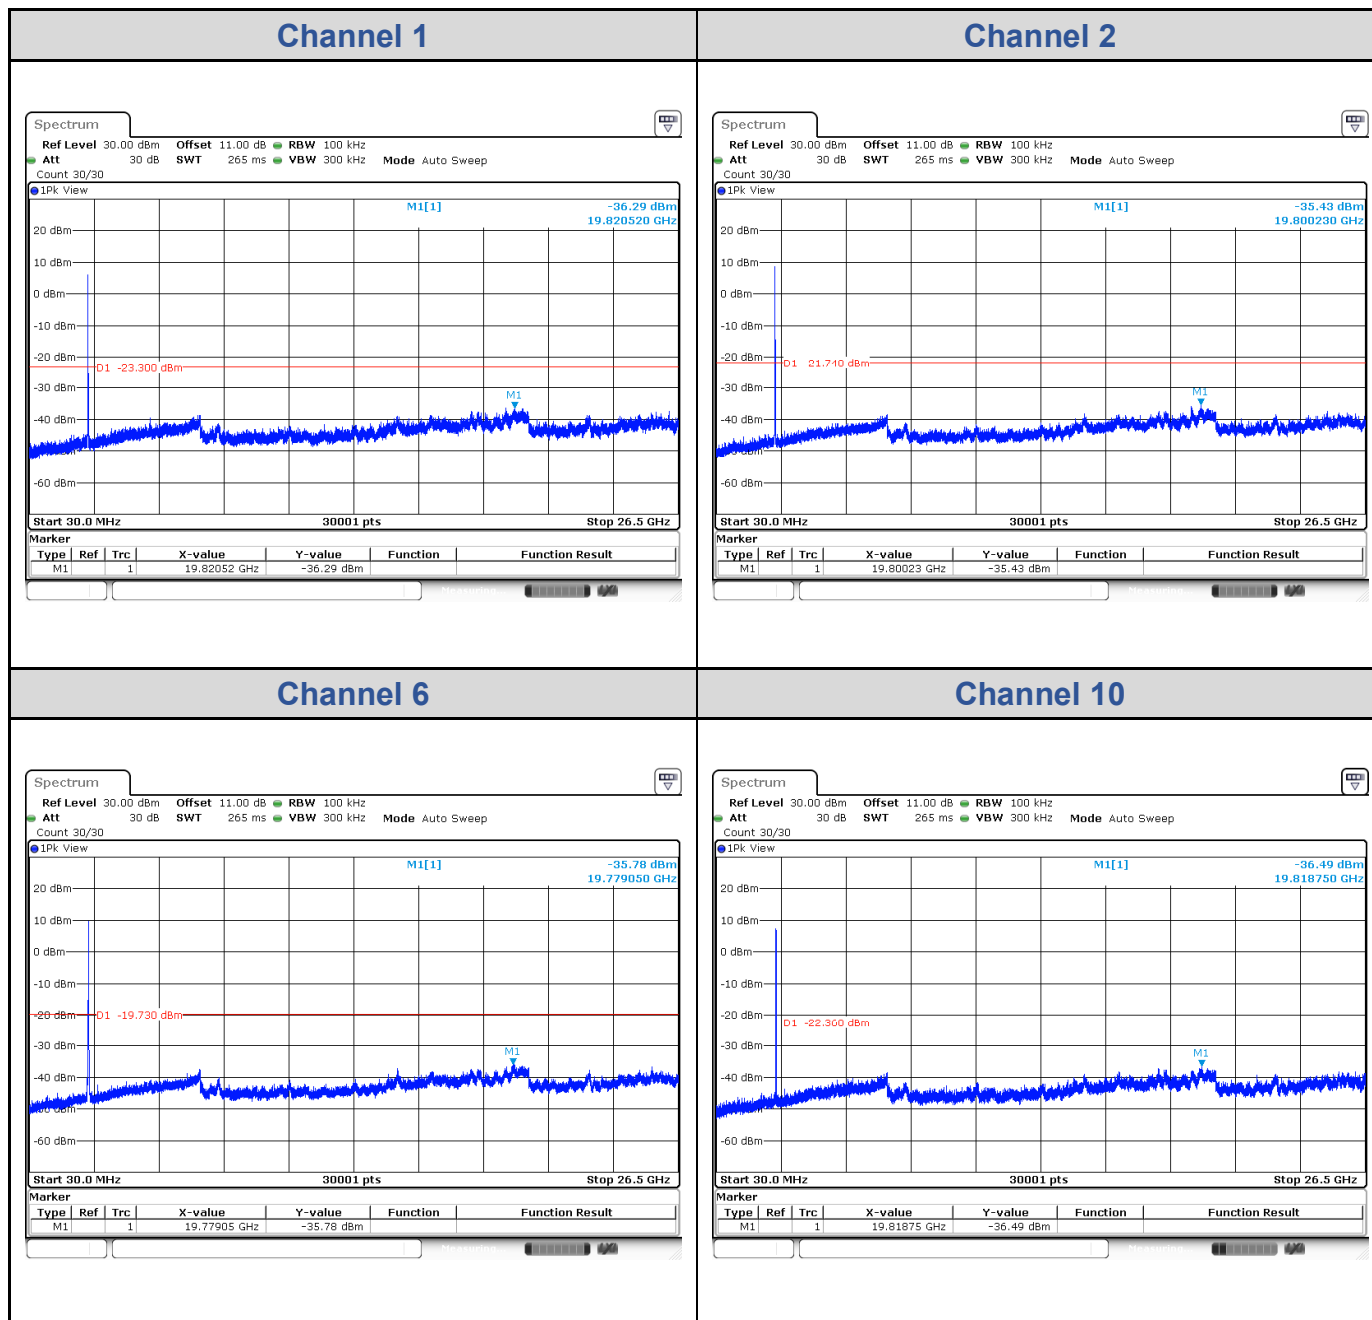 Channel 1
Channel 2
Spectrum
Ref Level 30.00 dBm Offset 11.00 dB RBW 100 kHz
Att 30 dB SWT 265 ms VBW 300 kHz Mode Auto Sweep
Count 30/30
1Pk View
M1[1] -36.29 dBm
19.820520 GHz
20 dBm
10 dBm
0 dBm
-10 dBm
-20 dBm
D1 -23.300 dBm
-30 dBm
M1
-40 dBm
-60 dBm
Start 30.0 MHz 30001 pts Stop 26.5 GHz
Marker
Type Ref Trc X-value Y-value Function Function Result
M1 1 19.82052 GHz -36.29 dBm
Measuring...
Spectrum
Ref Level 30.00 dBm Offset 11.00 dB RBW 100 kHz
Att 30 dB SWT 265 ms VBW 300 kHz Mode Auto Sweep
Count 30/30
1Pk View
M1[1] -35.43 dBm
19.800230 GHz
20 dBm
10 dBm
0 dBm
-10 dBm
-20 dBm
D1 -21.740 dBm
-30 dBm
M1
-40 dBm
-60 dBm
Start 30.0 MHz 30001 pts Stop 26.5 GHz
Marker
Type Ref Trc X-value Y-value Function Function Result
M1 1 19.80023 GHz -35.43 dBm
Measuring...
Channel 6
Channel 10
Spectrum
Ref Level 30.00 dBm Offset 11.00 dB RBW 100 kHz
Att 30 dB SWT 265 ms VBW 300 kHz Mode Auto Sweep
Count 30/30
1Pk View
M1[1] -35.78 dBm
19.779050 GHz
20 dBm
10 dBm
0 dBm
-10 dBm
-20 dBm D1 -19.730 dBm
-30 dBm
M1
-40 dBm
-60 dBm
Start 30.0 MHz 30001 pts Stop 26.5 GHz
Marker
Type Ref Trc X-value Y-value Function Function Result
M1 1 19.77905 GHz -35.78 dBm
Measuring...
Spectrum
Ref Level 30.00 dBm Offset 11.00 dB RBW 100 kHz
Att 30 dB SWT 265 ms VBW 300 kHz Mode Auto Sweep
Count 30/30
1Pk View
M1[1] -36.49 dBm
19.818750 GHz
20 dBm
10 dBm
0 dBm
-10 dBm
-20 dBm
D1 -22.360 dBm
-30 dBm
M1
-40 dBm
-60 dBm
Start 30.0 MHz 30001 pts Stop 26.5 GHz
Marker
Type Ref Trc X-value Y-value Function Function Result
M1 1 19.81875 GHz -36.49 dBm
Measuring...